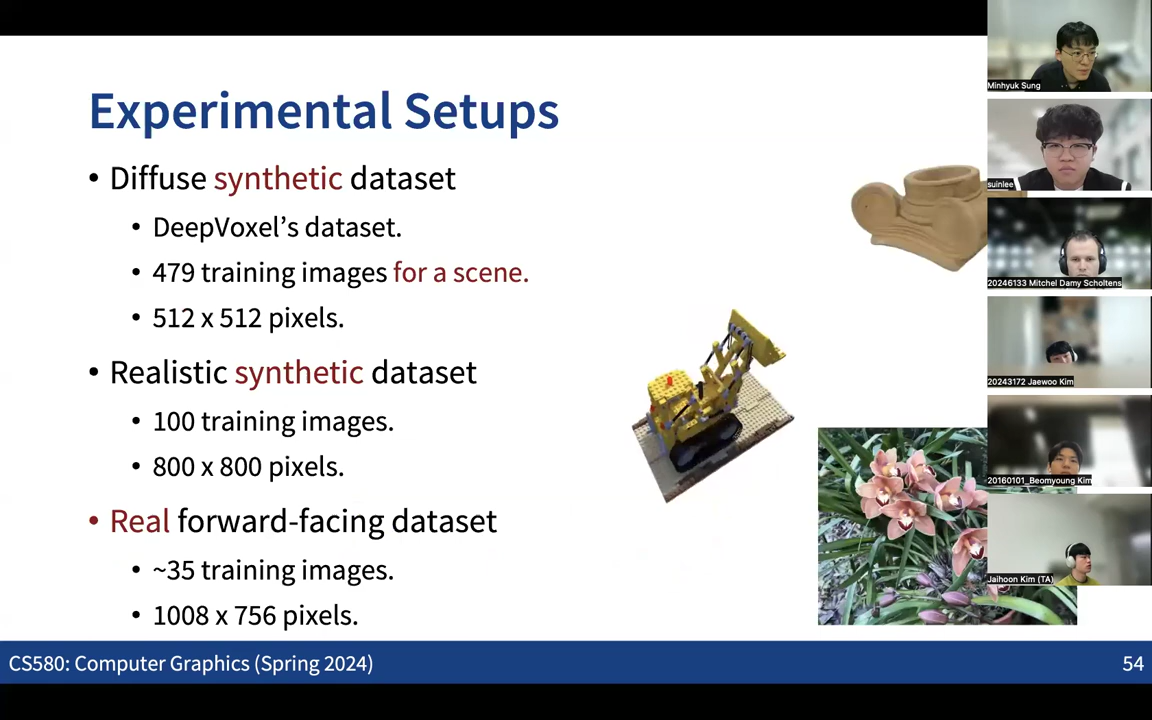 Experimental Setups
• Diffuse synthetic dataset
• DeepVoxel’s dataset.
• 479 training images for a scene.
• 512 x 512 pixels.
• Realistic synthetic dataset
• 100 training images.
• 800 x 800 pixels.
• Real forward-facing dataset
• ~35 training images.
• 1008 x 756 pixels.
CS580: Computer Graphics (Spring 2024)
54
Minhyuk Sung
suinlee
20246133 Mitchel Damy Scholtens
20243172 Jaewoo Kim
20160101_Beomyoung Kim
Jaihoon Kim (TA)